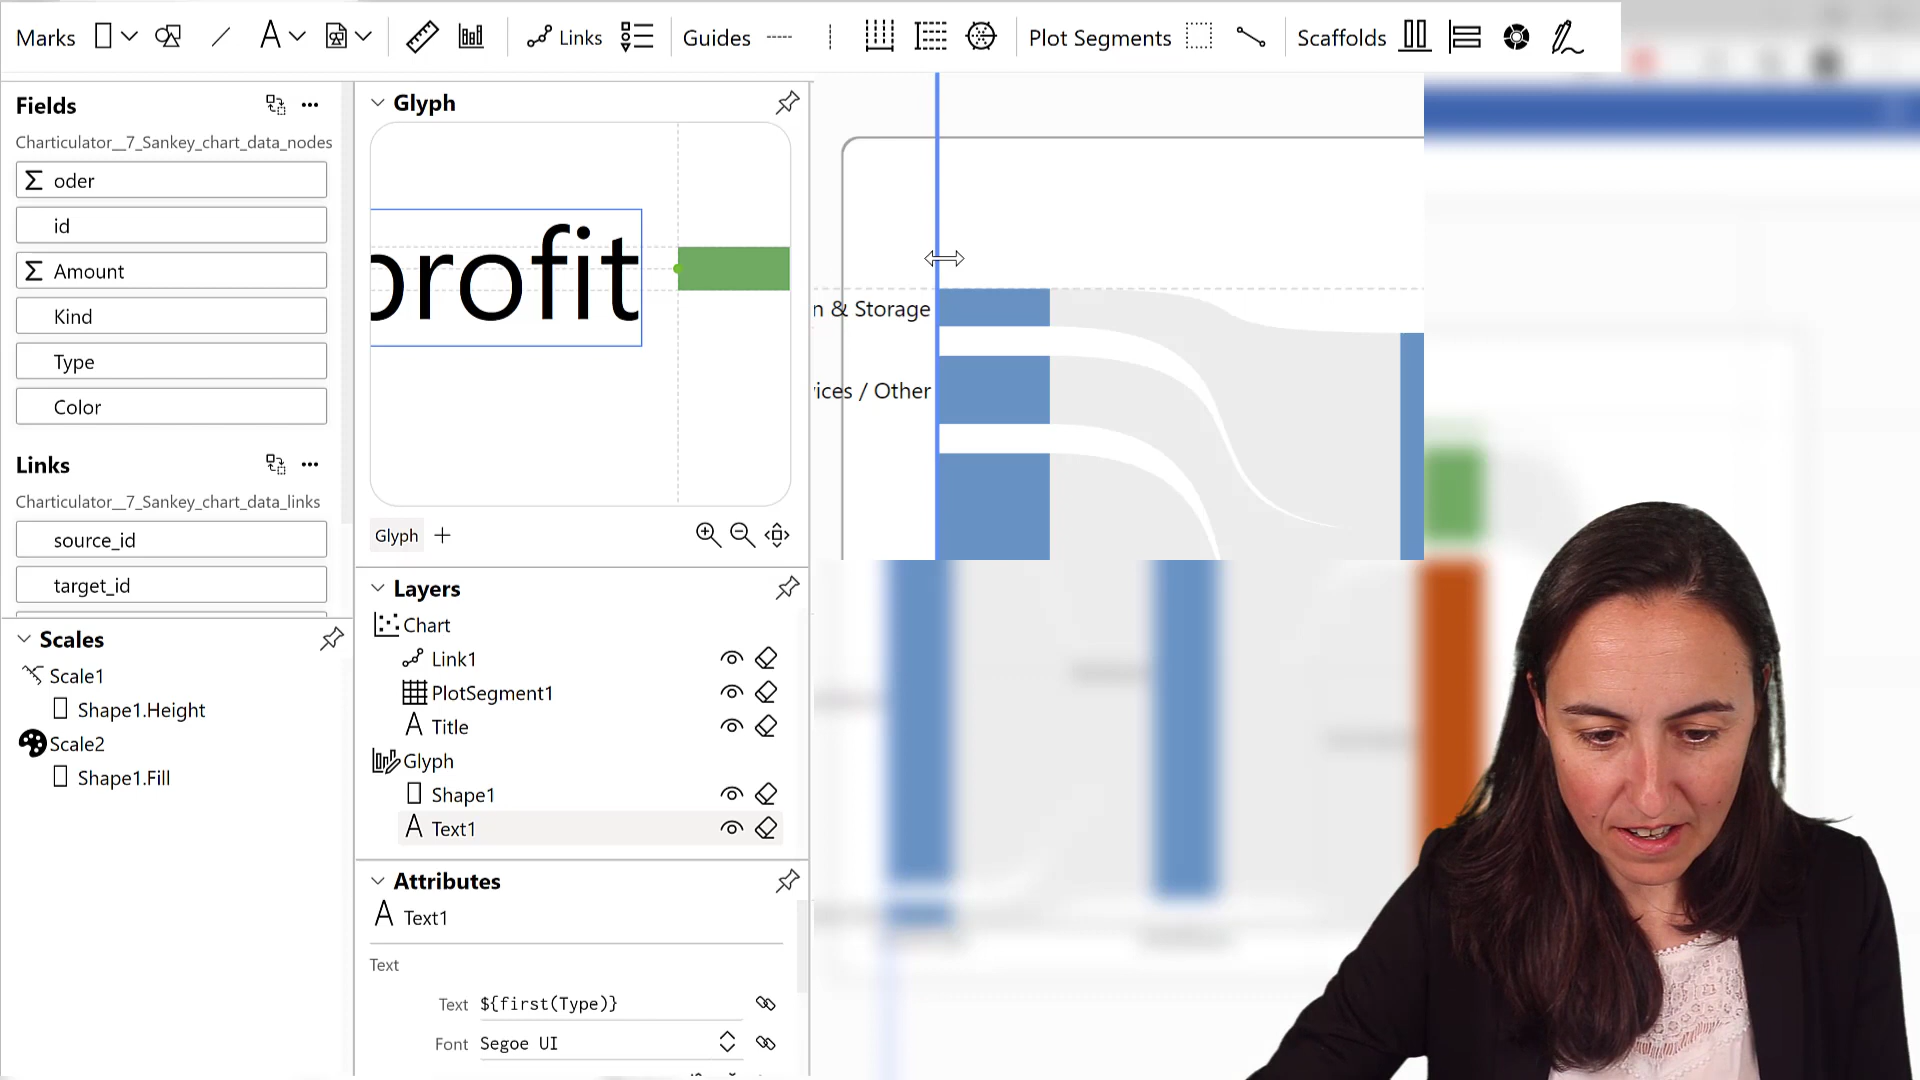 Marks
Links
Guides
Plot Segments
Scaffolds
Fields
Charticulator__7_Sankey_chart_data_nodes
oder
id
Amount
Kind
Type
Color
Links
Charticulator__7_Sankey_chart_data_links
source_id
target_id
Scales
Scale1
Shape1.Height
Scale2
Shape1.Fill
Glyph
profit
Glyph +
Layers
Chart
Link1
PlotSegment1
Title
Glyph
Shape1
Text1
Attributes
Text1
Text
Text ${first(Type)}
Font Segoe UI
n & Storage
ices / Other